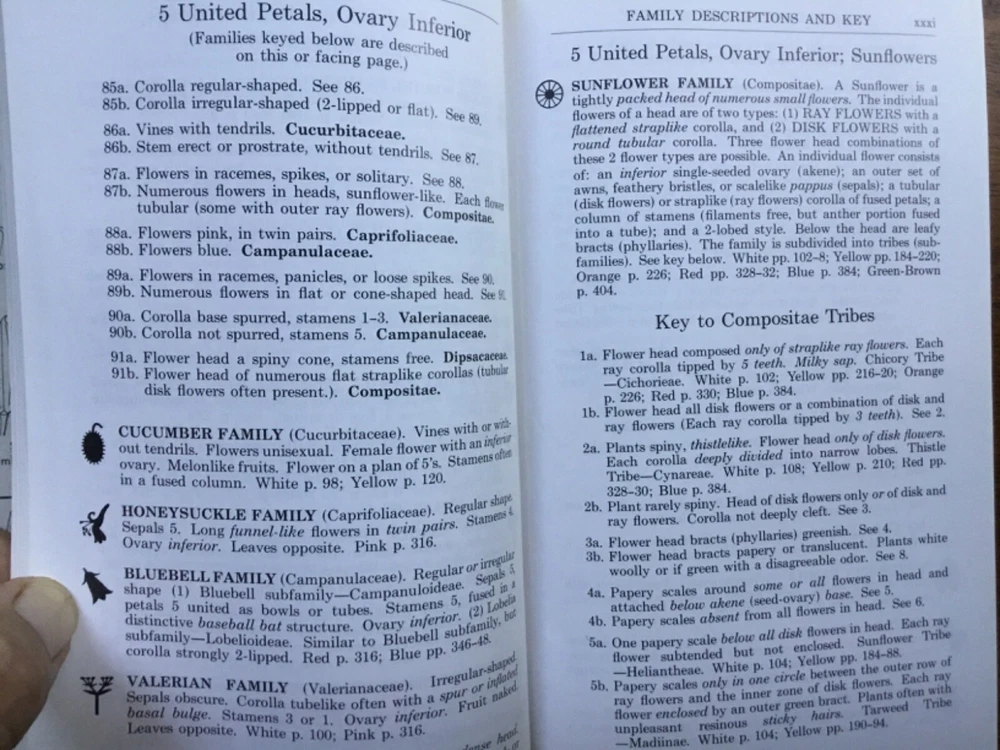 5 United Petals, Ovary Inferior
(Families keyed below are described
on this or facing page.)
85a. Corolla regular-shaped. See 86.
85b. Corolla irregular-shaped (2-lipped or flat). See 89.
86a. Vines with tendrils. Cucurbitaceae.
86b. Stem erect or prostrate, without tendrils. See 87.
87a. Flowers in racemes, spikes, or solitary. See 88.
87b. Numerous flowers in heads, sunflower-like. Each flower
tubular (some with outer ray flowers). Compositae.
88a. Flowers pink, in twin pairs. Caprifoliaceae.
88b. Flowers blue. Campanulaceae.
89a. Flowers in racemes, panicles, or loose spikes. See 90.
89b. Numerous flowers in flat or cone-shaped head. See 91.
90a. Corolla base spurred, stamens 1–3. Valerianaceae.
90b. Corolla not spurred, stamens 5. Campanulaceae.
91a. Flower head a spiny cone, stamens free. Dipsacaceae.
91b. Flower head of numerous flat straplike corollas (tubular
disk flowers often present.). Compositae.
CUCUMBER FAMILY (Cucurbitaceae). Vines with or with-
out tendrils. Flowers unisexual. Female flower with an inferior
ovary. Melonlike fruits. Flower on a plan of 5's. Stamens often
in a fused column. White p. 98; Yellow p. 120.
HONEYSUCKLE FAMILY (Caprifoliaceae). Regular shape.
Sepals 5. Long funnel-like flowers in twin pairs. Stamens 4.
Ovary inferior. Leaves opposite. Pink p. 316.
BLUEBELL FAMILY (Campanulaceae). Regular or irregular
shape (1) Bluebell subfamily—Campanuloideae. Sepals 5,
petals 5 united as bowls or tubes. Stamens 5, fused in a
distinctive baseball bat structure. Ovary inferior. (2) Lobelia
subfamily—Lobelioideae. Similar to Bluebell subfamily, but
corolla strongly 2-lipped. Red p. 316; Blue pp. 346–48.
VALERIAN FAMILY (Valerianaceae). Irregular-shaped.
Sepals obscure. Corolla tubelike often with a spur or inflated
basal bulge. Stamens 3 or 1. Ovary inferior. Fruit naked.
Leaves opposite. White p. 100; Pink p. 316.
head.
FAMILY DESCRIPTIONS AND KEY xxxi
5 United Petals, Ovary Inferior; Sunflowers
SUNFLOWER FAMILY (Compositae). A Sunflower is a
tightly packed head of numerous small flowers. The individual
flowers of a head are of two types: (1) RAY FLOWERS with a
flattened straplike corolla, and (2) DISK FLOWERS with a
round tubular corolla. Three flower head combinations of
these 2 flower types are possible. An individual flower consists
of: an inferior single-seeded ovary (akene); an outer set of
awns, feathery bristles, or scalelike pappus (sepals); a tubular
(disk flowers) or straplike (ray flowers) corolla of fused petals; a
column of stamens (filaments free, but anther portion fused
into a tube); and a 2-lobed style. Below the head are leafy
bracts (phyllaries). The family is subdivided into tribes (sub-
families). See key below. White pp. 102–8; Yellow pp. 184–220;
Orange p. 226; Red pp. 328–32; Blue p. 384; Green-Brown
p. 404.
Key to Compositae Tribes
1a. Flower head composed only of straplike ray flowers. Each
ray corolla tipped by 5 teeth. Milky sap. Chicory Tribe
—Cichorieae. White p. 102; Yellow pp. 216–20; Orange
p. 226; Red p. 330; Blue p. 384.
1b. Flower head all disk flowers or a combination of disk and
ray flowers (Each ray corolla tipped by 3 teeth). See 2.
2a. Plants spiny, thistlelike. Flower head only of disk flowers.
Each corolla deeply divided into narrow lobes. Thistle
Tribe—Cynareae. White p. 108; Yellow p. 210; Red pp.
328–30; Blue p. 384.
2b. Plant rarely spiny. Head of disk flowers only or of disk and
ray flowers. Corolla not deeply cleft. See 3.
3a. Flower head bracts (phyllaries) greenish. See 4.
3b. Flower head bracts papery or translucent. Plants white
woolly or if green with a disagreeable odor. See 8.
4a. Papery scales around some or all flowers in head and
attached below akene (seed-ovary) base. See 5.
4b. Papery scales absent from all flowers in head. See 6.
5a. One papery scale below all disk flowers in head. Each ray
flower subtended but not enclosed. Sunflower Tribe
—Heliantheae. White p. 104; Yellow pp. 184–88.
5b. Papery scales only in one circle between the outer row of
ray flowers and the inner zone of disk flowers. Each ray
flower enclosed by an outer green bract. Plants often with
unpleasant resinous sticky hairs. Tarweed Tribe
—Madiinae. White p. 104; Yellow pp. 190–94.